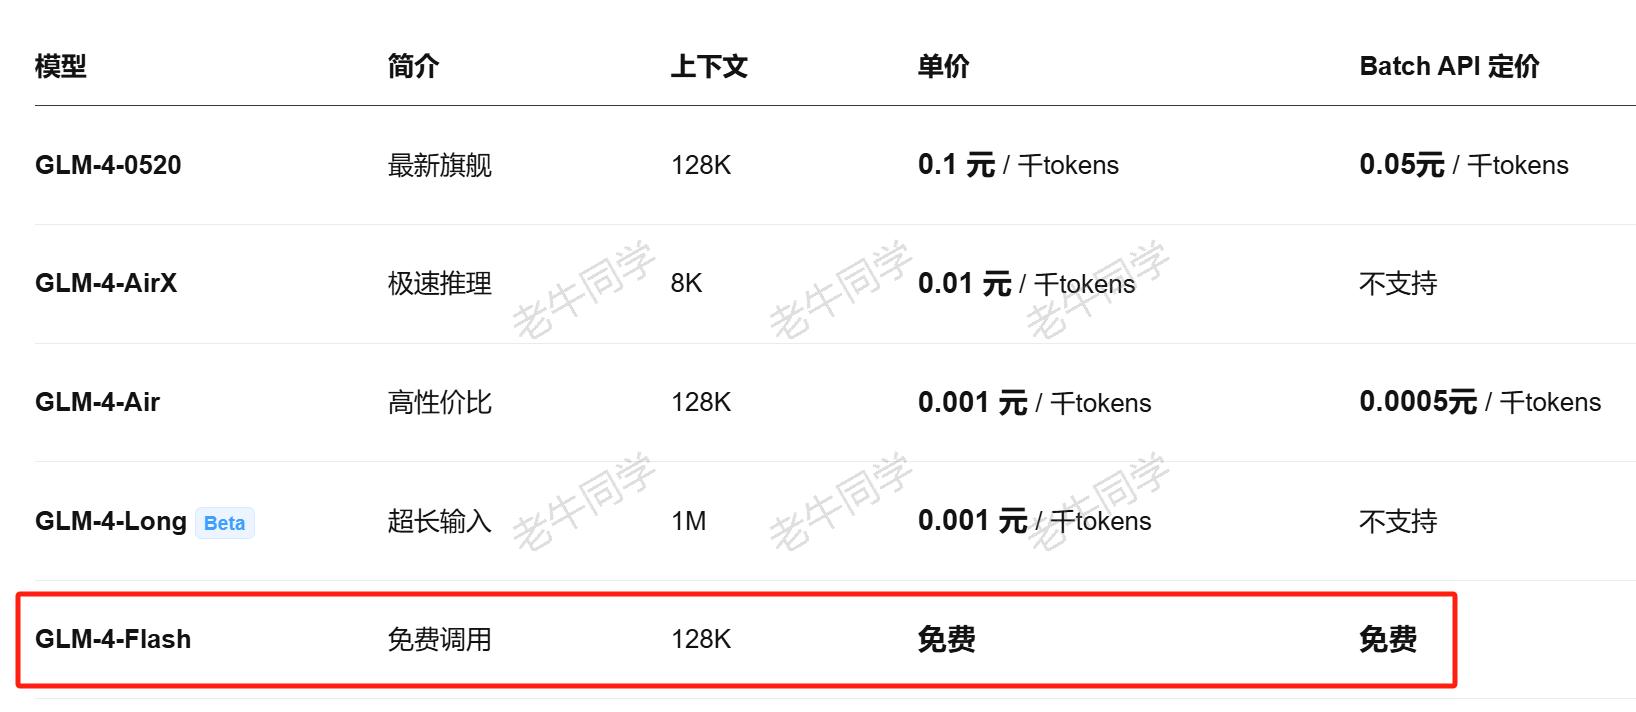 模型 简介 上下文 单价 Batch API 定价
GLM-4-0520 最新旗舰 128K 0.1 元 / 千tokens 0.05元 / 千tokens
GLM-4-AirX 极速推理 8K 0.01 元 / 千tokens 不支持
老牛同学 老牛同学 老牛同学
GLM-4-Air 高性价比 128K 0.001 元 / 千tokens 0.0005元 / 千tokens
GLM-4-Long Beta 超长输入 1M 0.001 元 / 千tokens 不支持
老牛同学 老牛同学 老牛同学
GLM-4-Flash 免费调用 128K 免费 免费